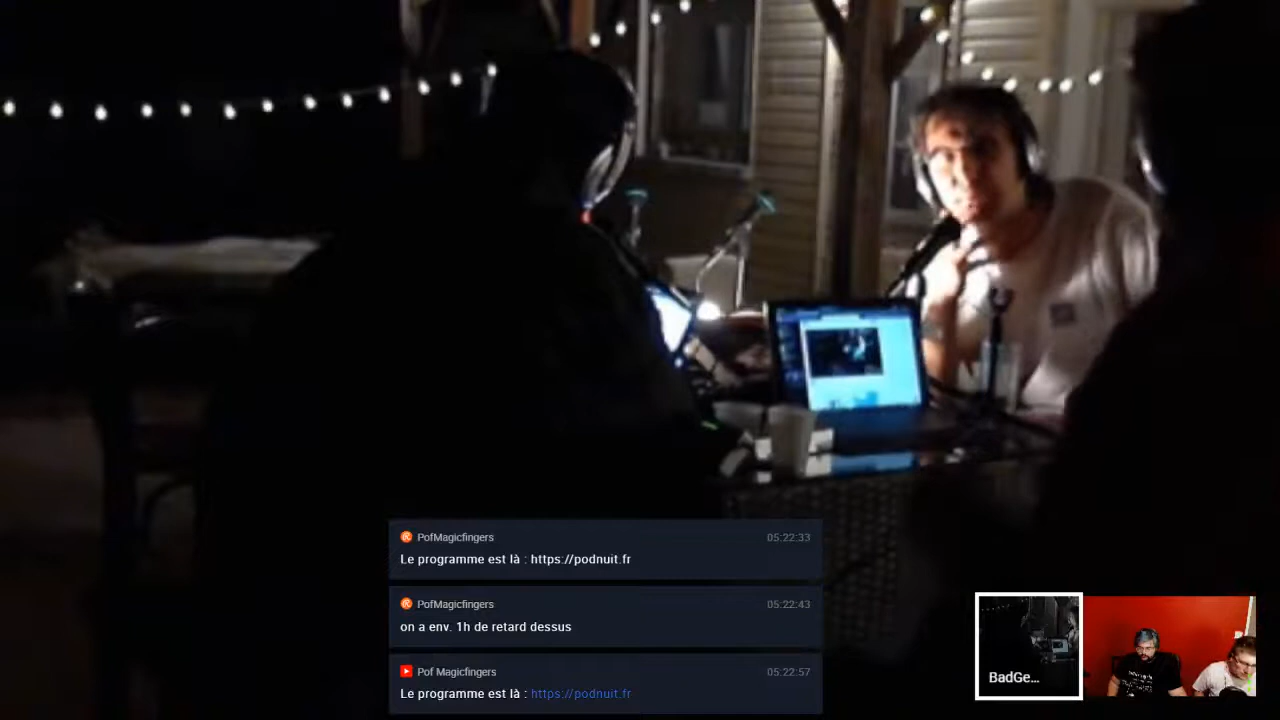 PofMagicfingers
05:22:33
Le programme est là : https://podnuit.fr
PofMagicfingers
05:22:43
on a env. 1h de retard dessus
Pof Magicfingers
05:22:57
Le programme est là : https://podnuit.fr
BadGe...